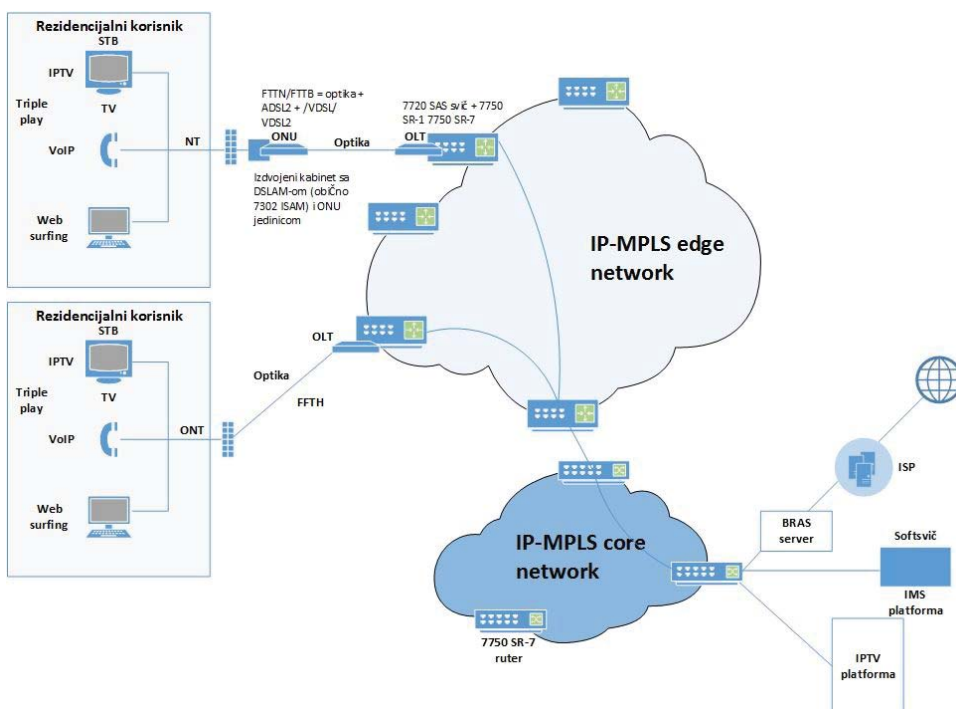 Rezidencijalni korisnik
STB
IPTV
Triple
play
TV
VoIP
NT
Web
surfing
FTTN/FTTB = optika +
ADSL2 + /VDSL/
VDSL2
ONU
Optika
Izdvojeni kabinet sa
DSLAM-om (obično
7302 ISAM) i ONU
jedinicom
7720 SAS svič + 7750
SR-1 7750 SR-7
OLT
IP-MPLS edge
network
Rezidencijalni korisnik
STB
IPTV
Triple
play
TV
VoIP
ONT
Web
surfing
OLT
Optika
FFTH
IP-MPLS core
network
7750 SR-7
ruter
ISP
BRAS
server
Softsvič
IMS
platforma
IPTV
platforma